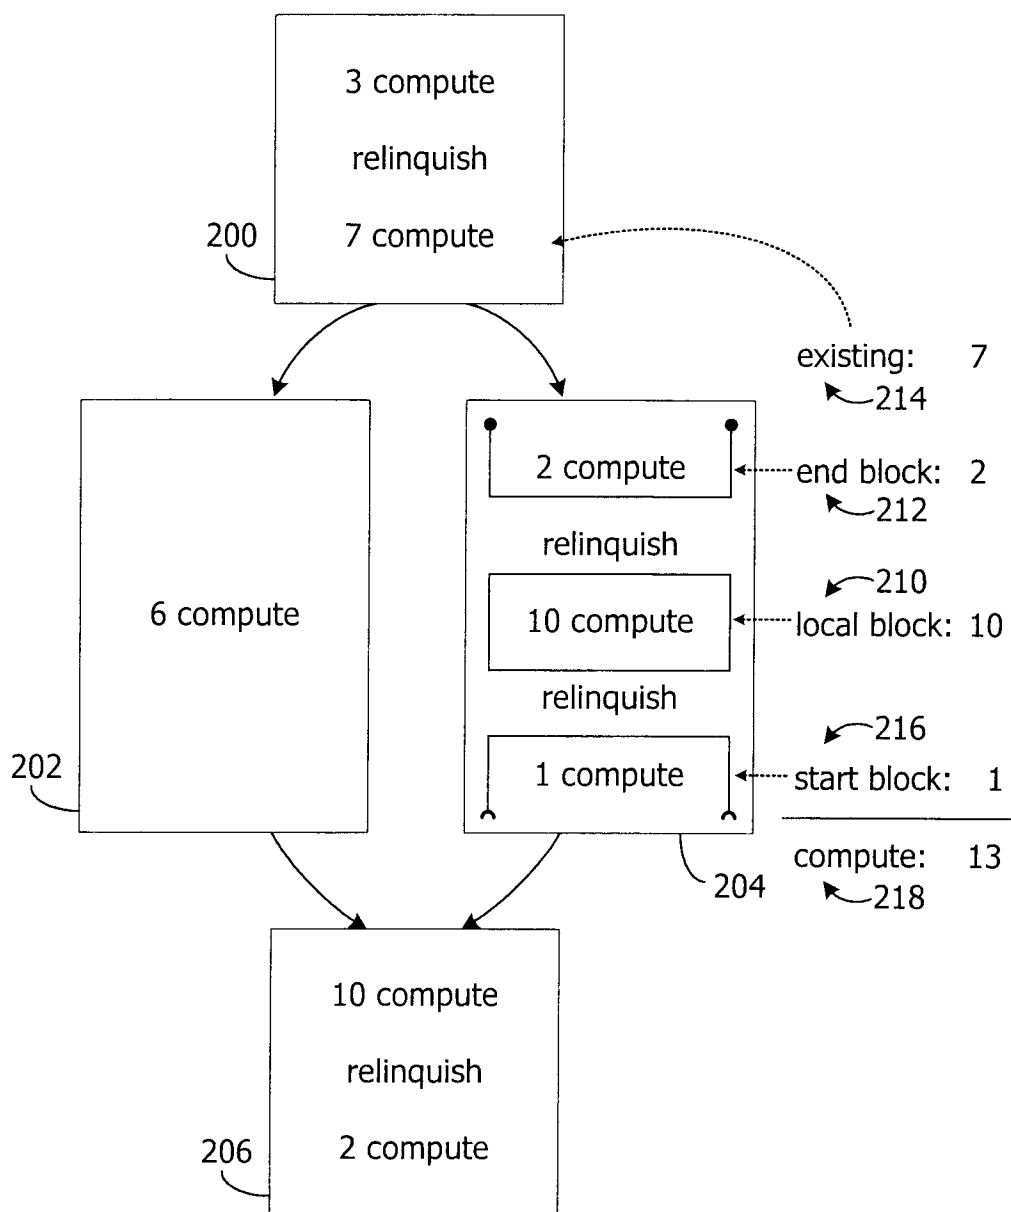 3 compute
relinquish
7 compute
200
existing: 7
214
2 compute
end block: 2
212
relinquish
210
6 compute
10 compute
local block: 10
relinquish
216
202
1 compute
start block: 1
204
compute: 13
218
10 compute
relinquish
2 compute
206